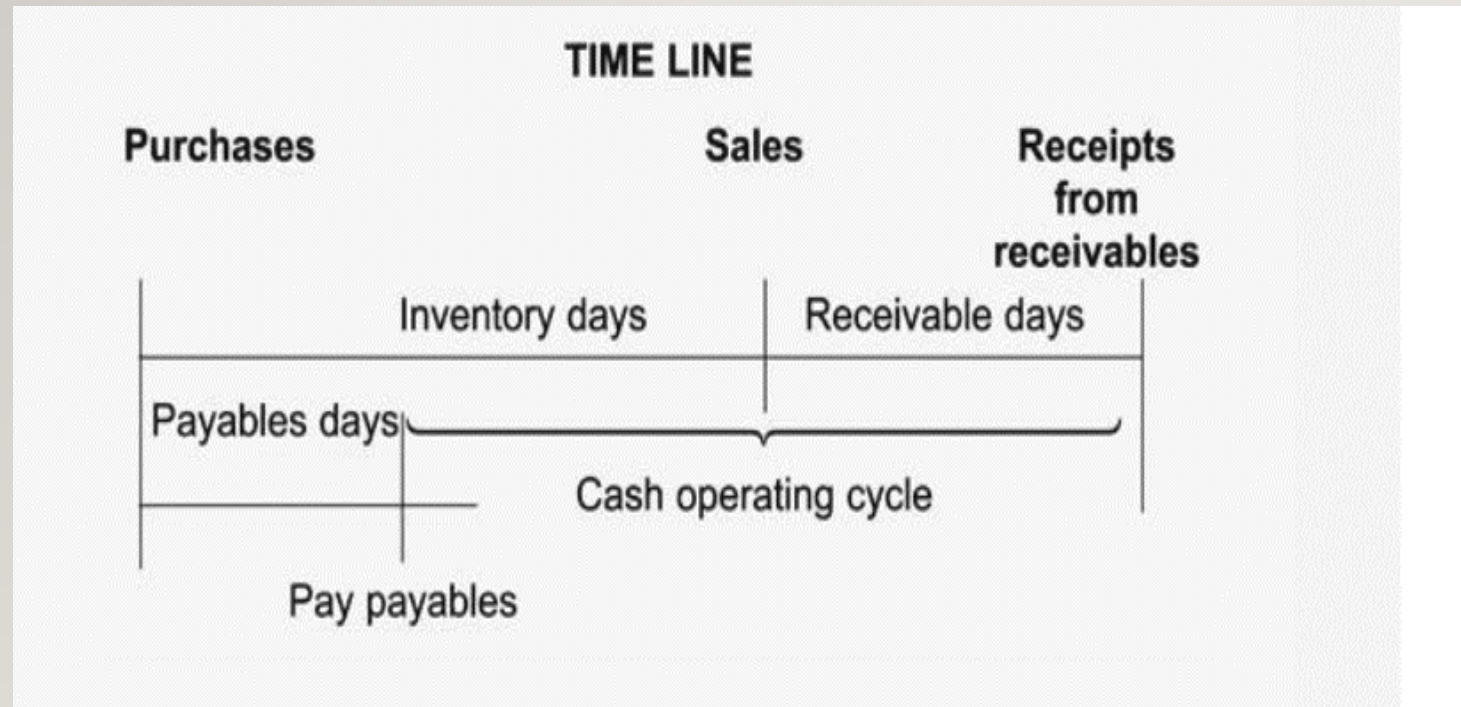 TIME LINE
Purchases
Sales
Receipts
from
receivables
Inventory days
Receivable days
Payables days
Cash operating cycle
Pay payables